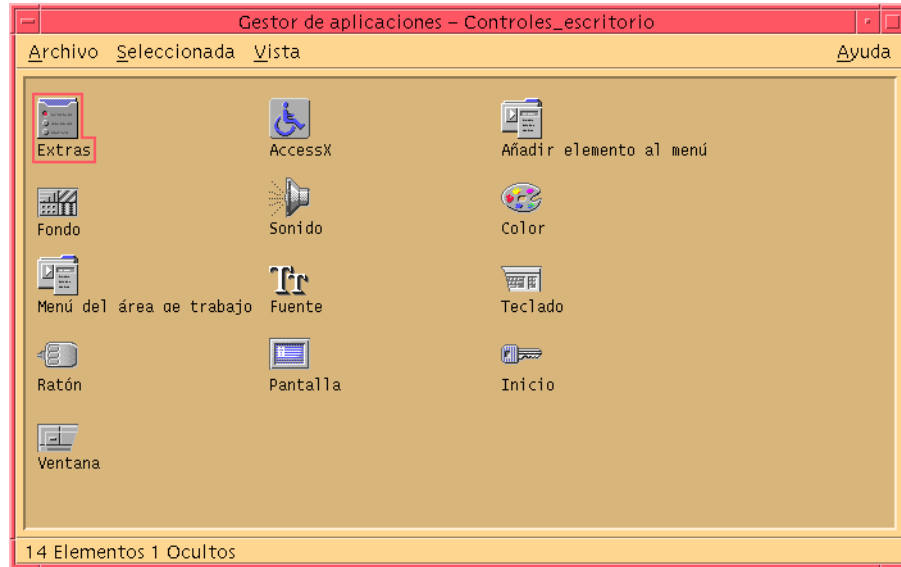 Gestor de aplicaciones – Controles_escritorio
Archivo Seleccionada Vista Ayuda
Extras AccessX Añadir elemento al menú
Fondo Sonido Color
Menú del área de trabajo Fuente Teclado
Ratón Pantalla Inicio
Ventana
14 Elementos 1 Ocultos